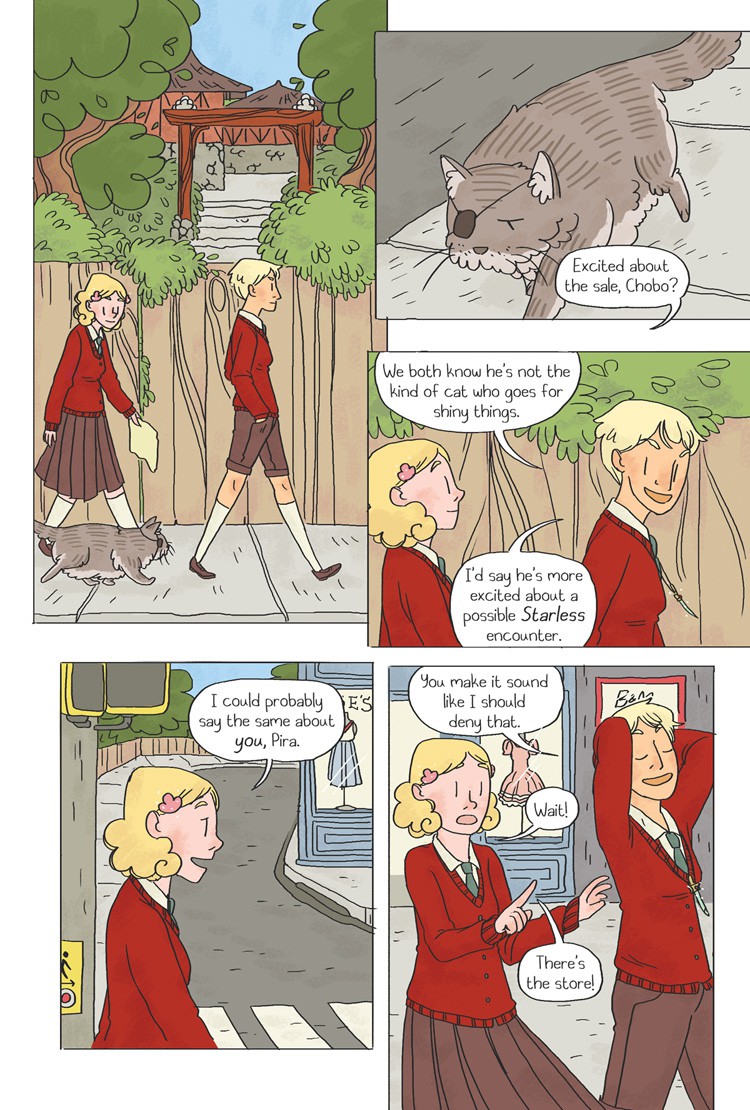 Excited about
the sale, Chobo?
We both know he's not the
kind of cat who goes for
shiny things.
I'd say he's more
excited about a
possible Starless
encounter.
I could probably
say the same about
you, Pira.
E'S
You make it sound
like I should
deny that.
Wait!
There's
the store!